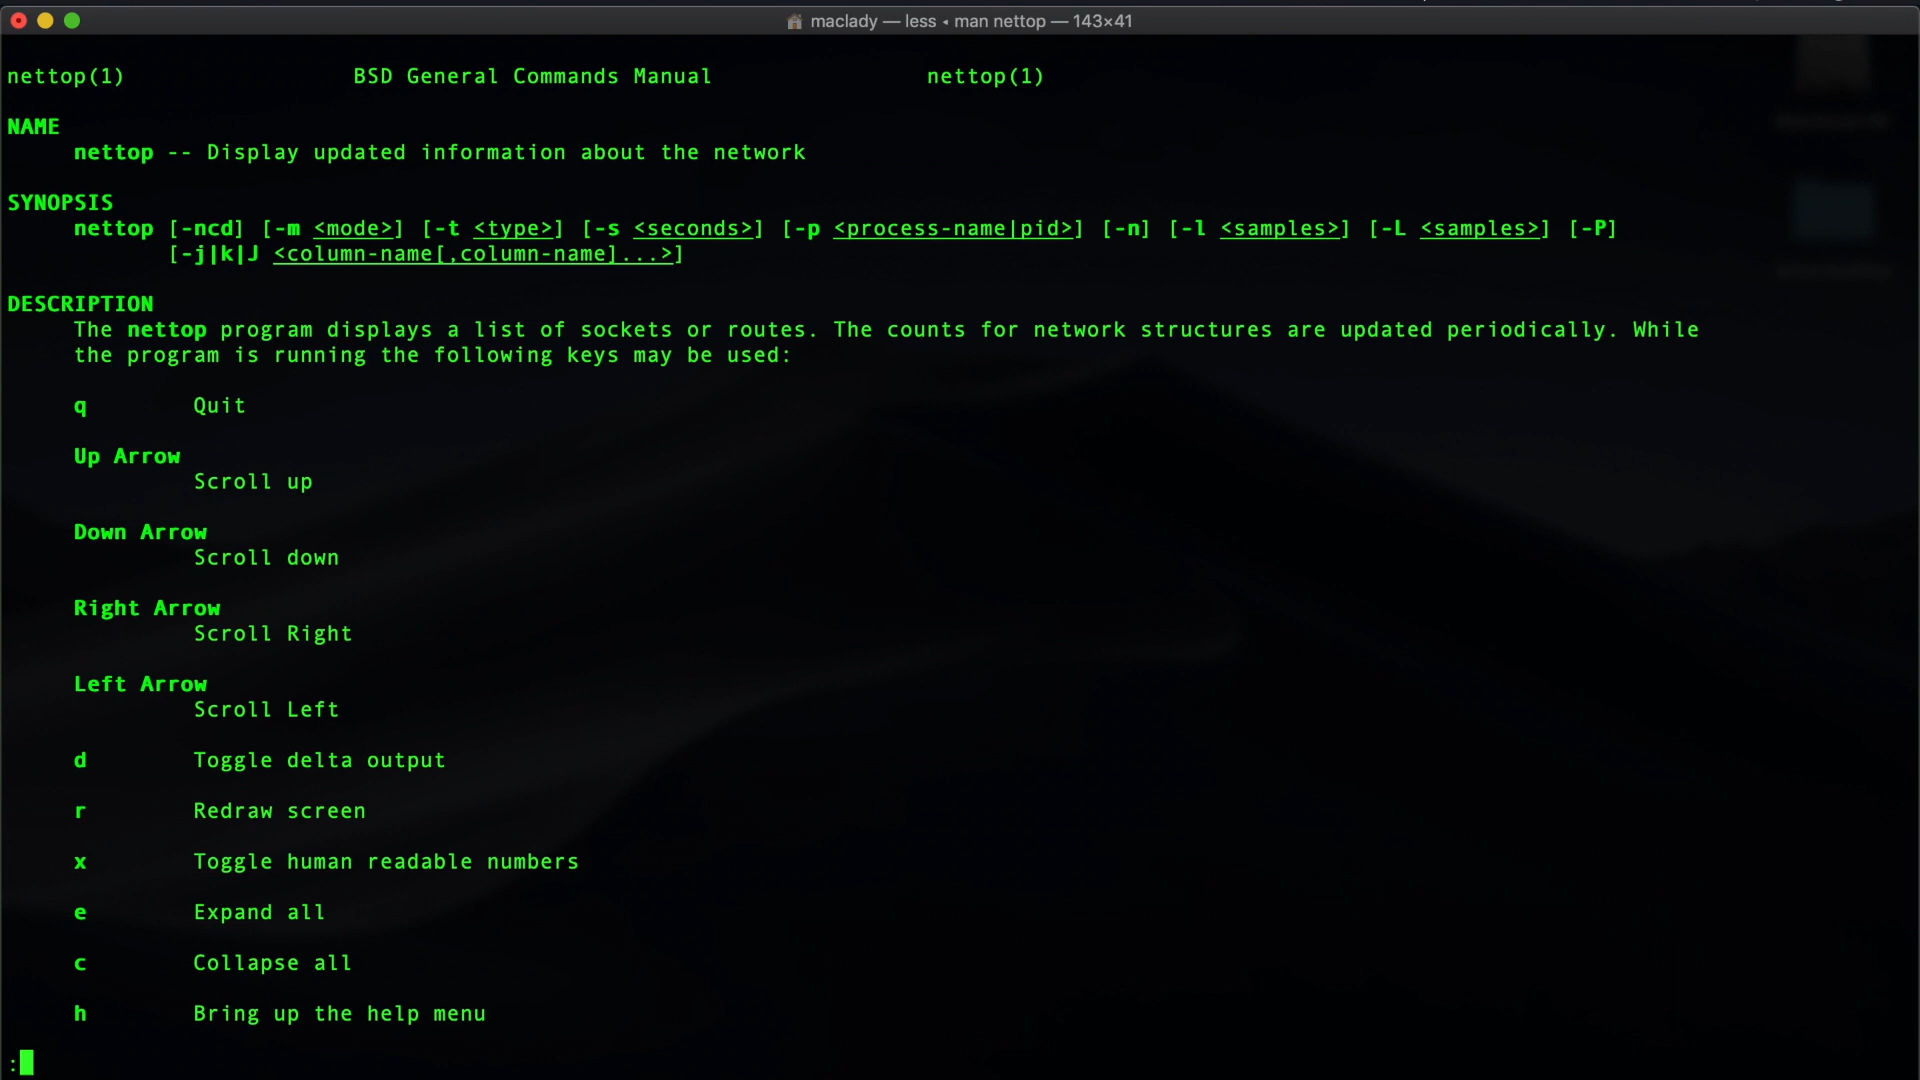 maclady — less ◂ man nettop — 143×41
nettop(1) BSD General Commands Manual nettop(1)
NAME
nettop -- Display updated information about the network
SYNOPSIS
nettop [-ncd] [-m <mode>] [-t <type>] [-s <seconds>] [-p <process-name|pid>] [-n] [-l <samples>] [-L <samples>] [-P]
[-j|k|J <column-name[,column-name]...>]
DESCRIPTION
The nettop program displays a list of sockets or routes. The counts for network structures are updated periodically. While
the program is running the following keys may be used:
q Quit
Up Arrow
Scroll up
Down Arrow
Scroll down
Right Arrow
Scroll Right
Left Arrow
Scroll Left
d Toggle delta output
r Redraw screen
x Toggle human readable numbers
e Expand all
c Collapse all
h Bring up the help menu
: